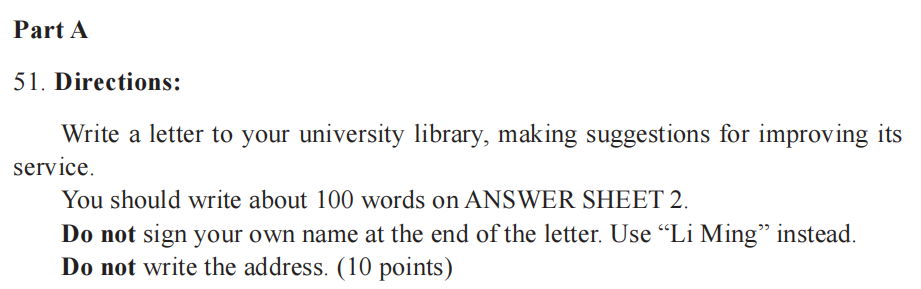 Part A
51. Directions:
Write a letter to your university library, making suggestions for improving its
service.
You should write about 100 words on ANSWER SHEET 2.
Do not sign your own name at the end of the letter. Use “Li Ming” instead.
Do not write the address. (10 points)